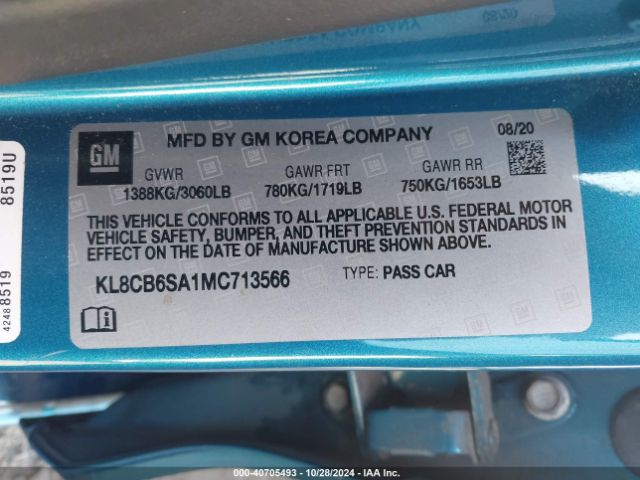 08/20
MFD BY GM KOREA COMPANY
08/20
GM
GVWR GAWR FRT GAWR RR
1388KG/3060LB 780KG/1719LB 750KG/1653LB
THIS VEHICLE CONFORMS TO ALL APPLICABLE U.S. FEDERAL MOTOR
VEHICLE SAFETY, BUMPER, AND THEFT PREVENTION STANDARDS IN
EFFECT ON THE DATE OF MANUFACTURE SHOWN ABOVE.
KL8CB6SA1MC713566 TYPE: PASS CAR
8519U
42488519
000-40705493 - 10/28/2024 - IAA Inc.